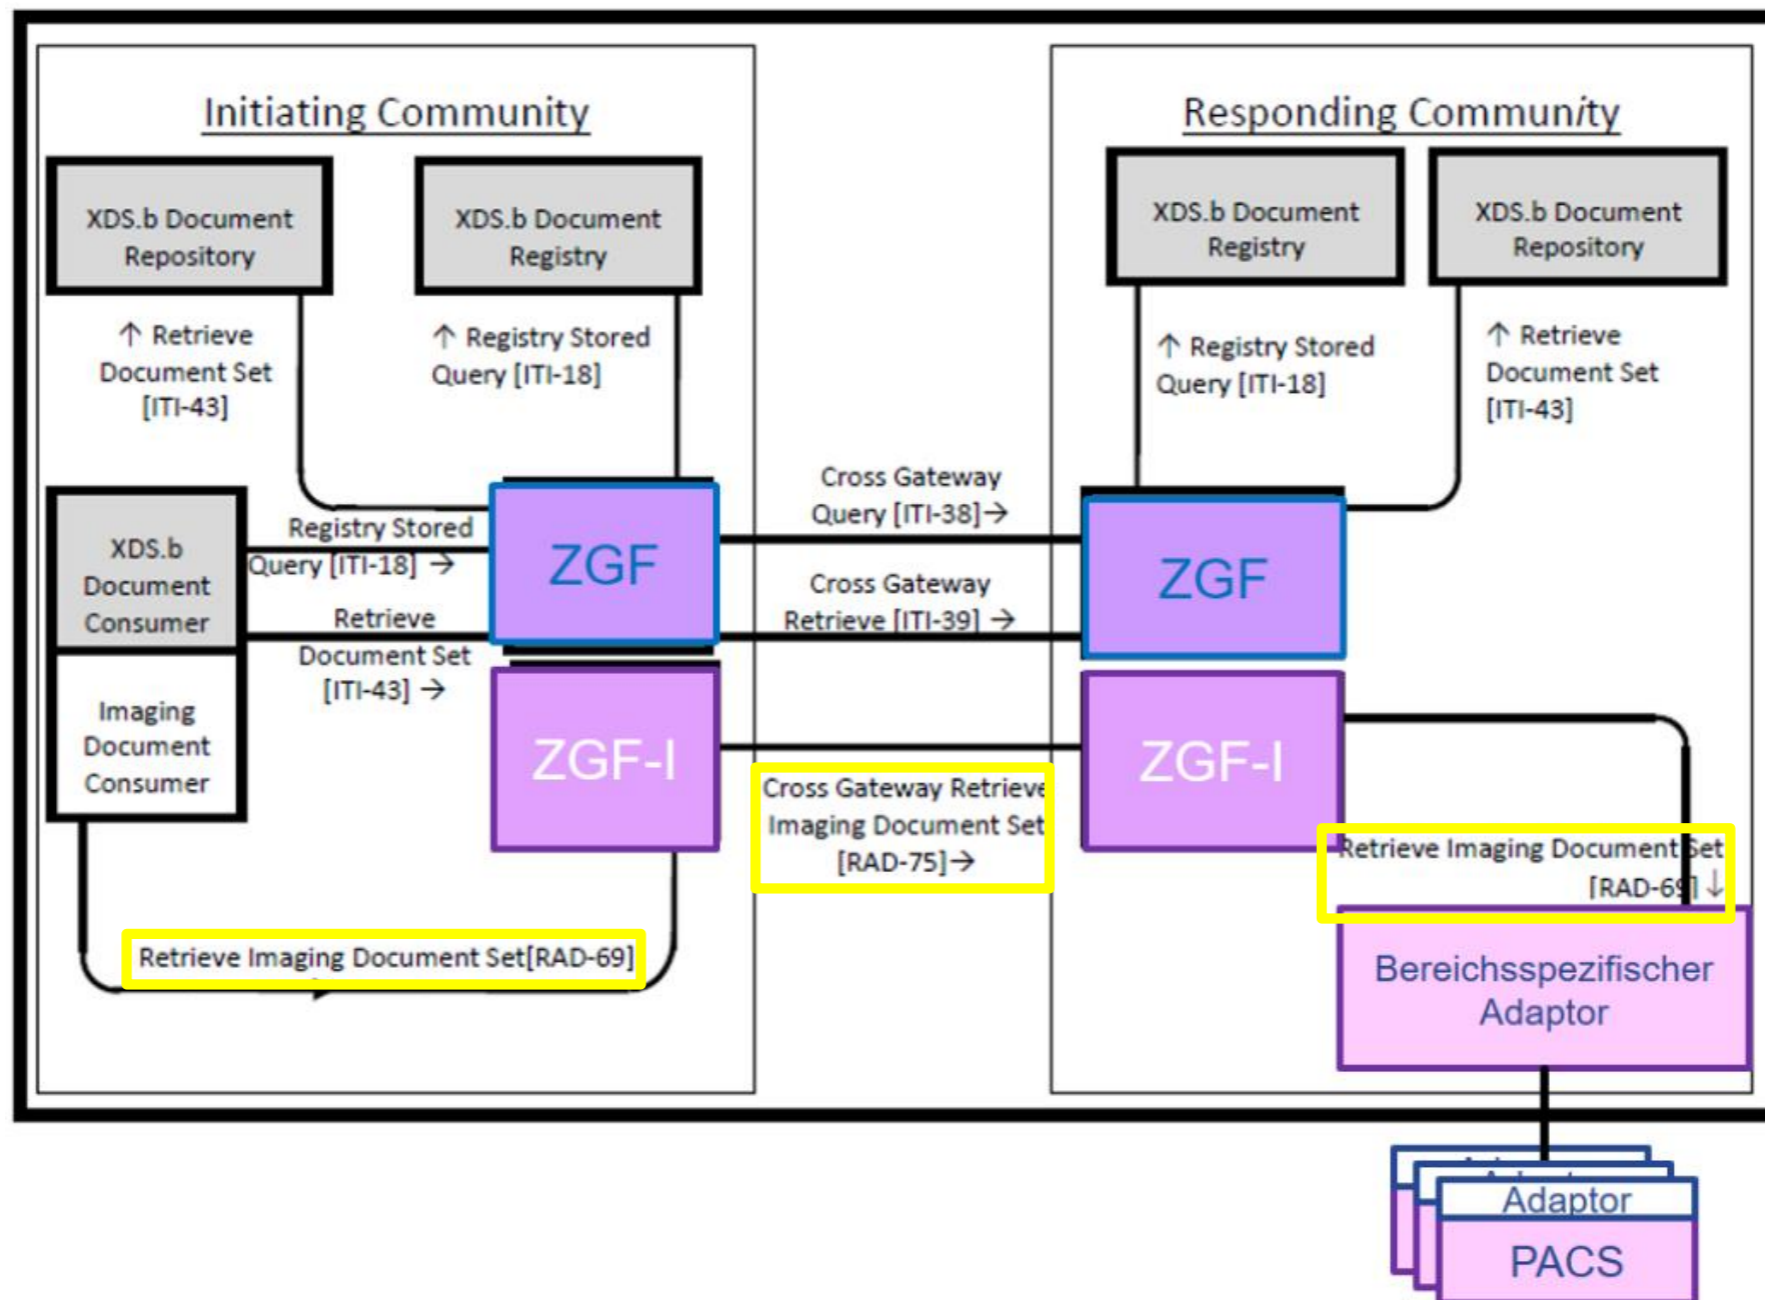 Initiating Community
Responding Community
XDS.b Document
Repository
XDS.b Document
Registry
XDS.b Document
Registry
XDS.b Document
Repository
↑ Retrieve
Document Set
[ITI-43]
↑ Registry Stored
Query [ITI-18]
↑ Registry Stored
Query [ITI-18]
↑ Retrieve
Document Set
[ITI-43]
XDS.b
Document
Consumer
Registry Stored
Query [ITI-18] →
Retrieve
Document Set
[ITI-43] →
ZGF
Cross Gateway
Query [ITI-38]→
Cross Gateway
Retrieve [ITI-39] →
ZGF
Imaging
Document
Consumer
ZGF-I
Cross Gateway Retrieve
Imaging Document Set
[RAD-75]→
ZGF-I
Retrieve Imaging Document Set
[RAD-69] ↓
Retrieve Imaging Document Set[RAD-69]
Bereichsspezifischer
Adaptor
Adaptor
PACS